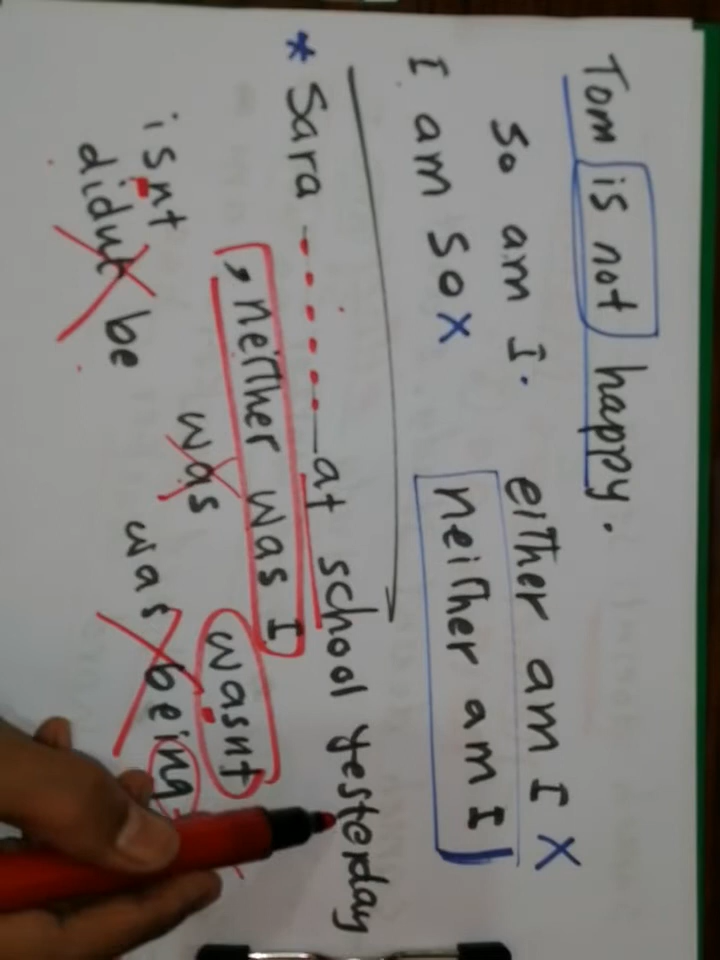 Tom is not happy.
so am I. either am I X
I am so X neither am I
* Sara ------ at school yesterday
, neither was I
isnt was wasnt
didnt be was being